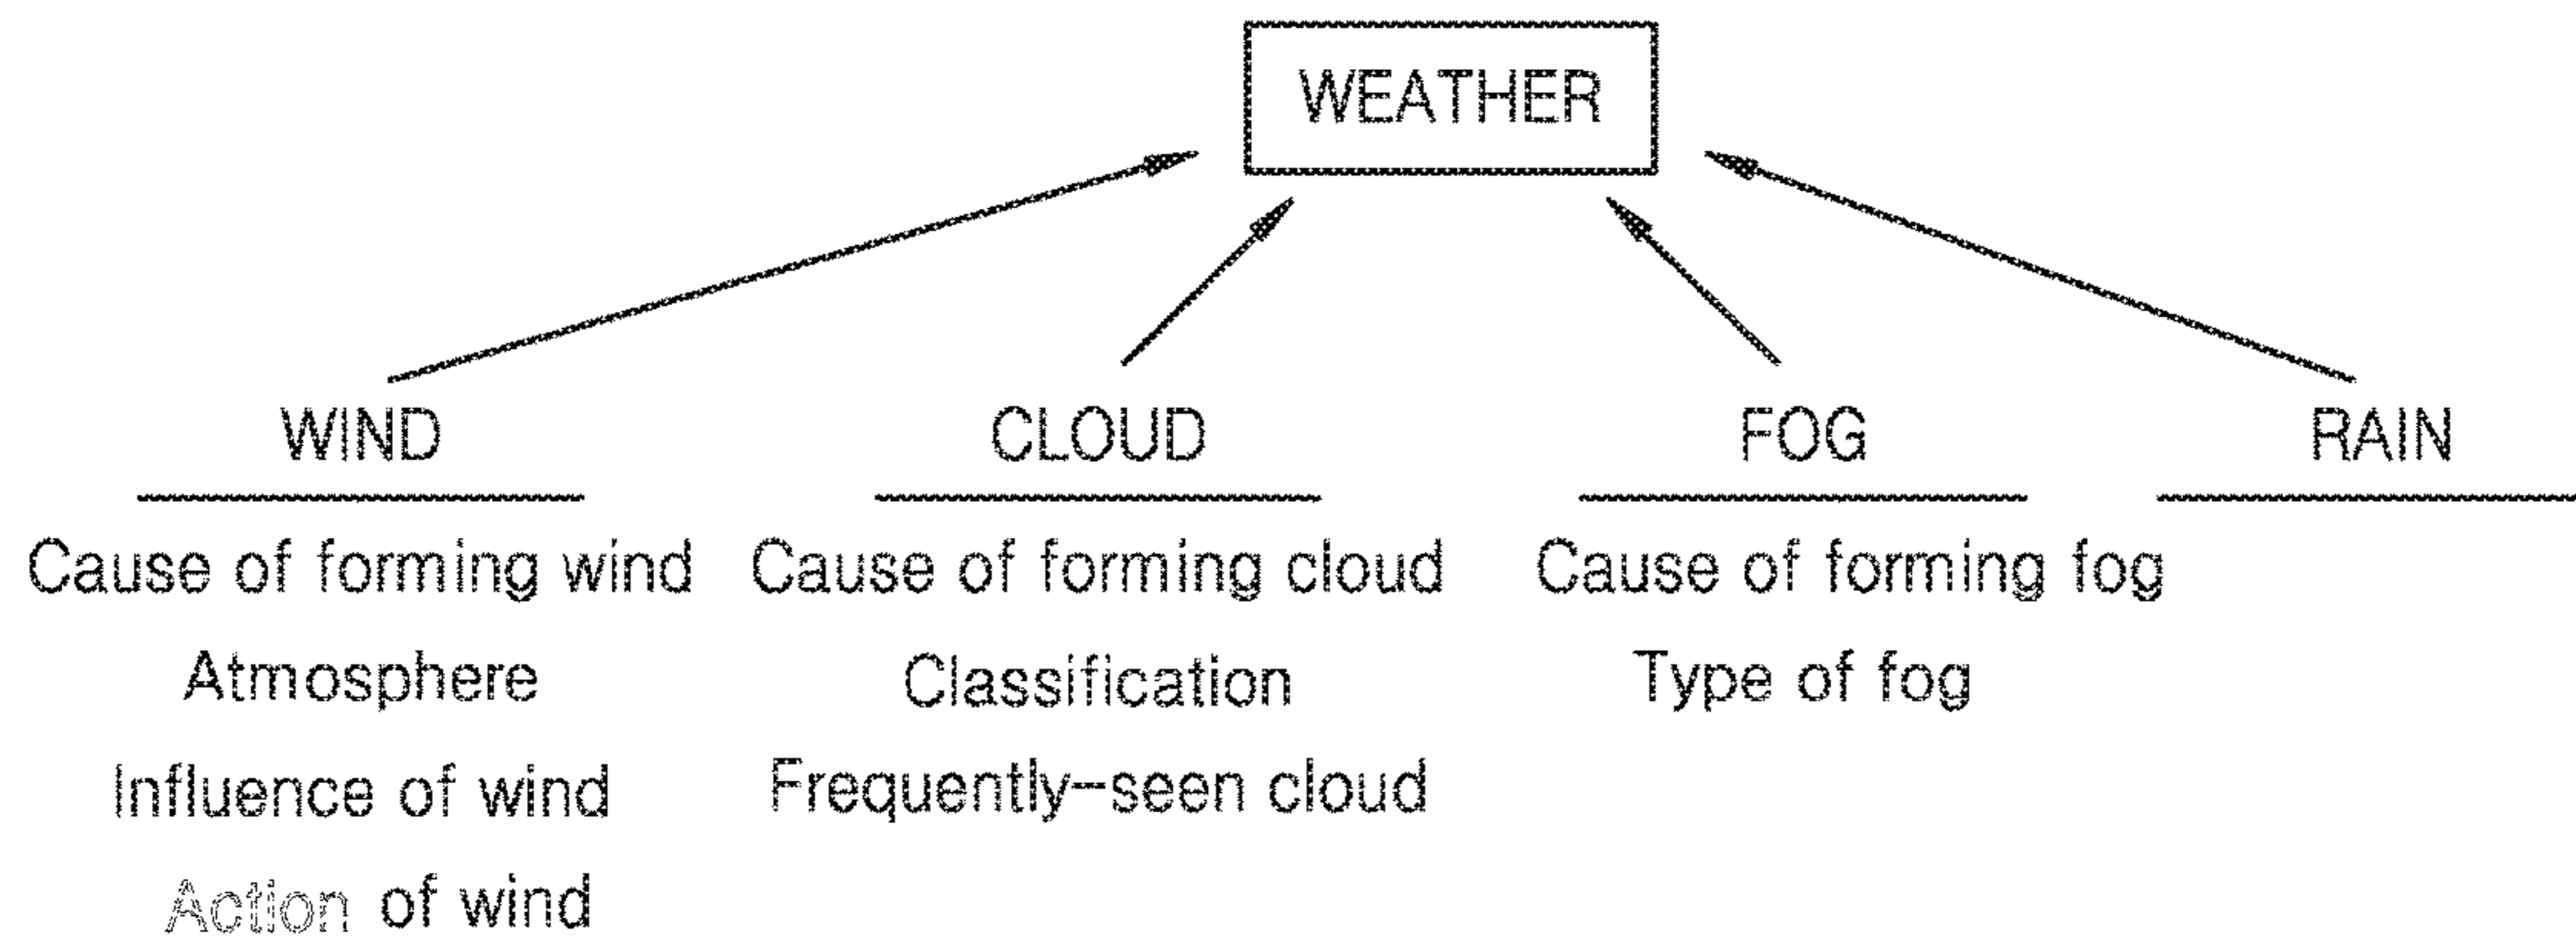 WEATHER
WIND CLOUD FOG RAIN
Cause of forming wind Cause of forming cloud Cause of forming fog
Atmosphere Classification Type of fog
Influence of wind Frequently-seen cloud
Action of wind